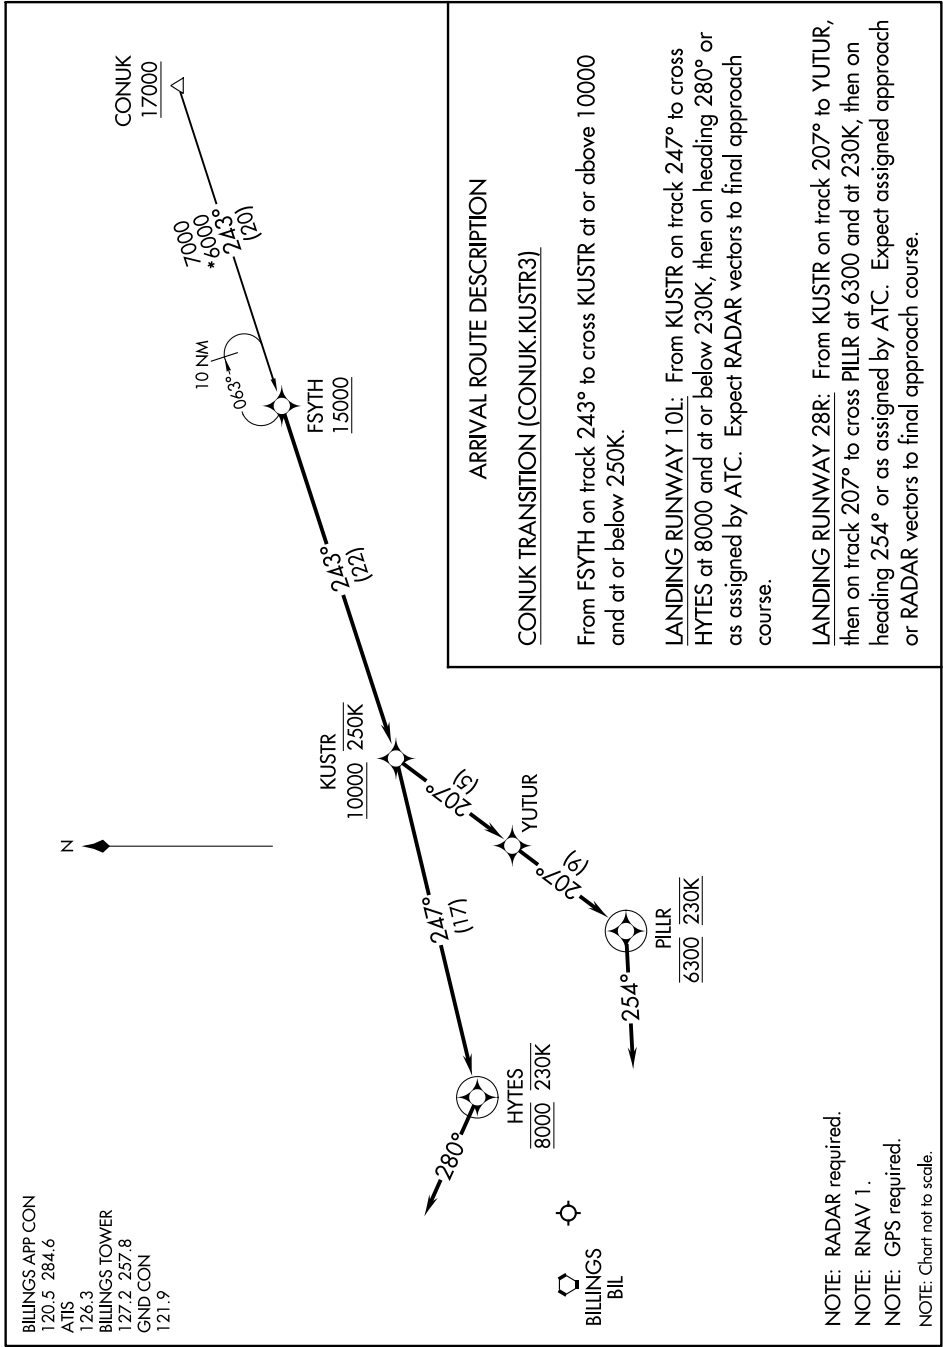 BILLINGS APP CON
120.5 284.6
ATIS
126.3
BILLINGS TOWER
127.2 257.8
GND CON
121.9
N
CONUK
17000
7000
*6000
243°
(20)
10 NM
063°
FSYTH
15000
243°
(22)
KUSTR
10000 250K
247°
(17)
207°
(5)
YUTUR
207°
(9)
PILLR
6300 230K
254°
HYTES
8000 230K
280°
BILLINGS
BIL
ARRIVAL ROUTE DESCRIPTION
CONUK TRANSITION (CONUK.KUSTR3)
From FSYTH on track 243° to cross KUSTR at or above 10000
and at or below 250K.
LANDING RUNWAY 10L: From KUSTR on track 247° to cross
HYTES at 8000 and at or below 230K, then on heading 280° or
as assigned by ATC. Expect RADAR vectors to final approach
course.
LANDING RUNWAY 28R: From KUSTR on track 207° to YUTUR,
then on track 207° to cross PILLR at 6300 and at 230K, then on
heading 254° or as assigned by ATC. Expect assigned approach
or RADAR vectors to final approach course.
NOTE: RADAR required.
NOTE: RNAV 1.
NOTE: GPS required.
NOTE: Chart not to scale.